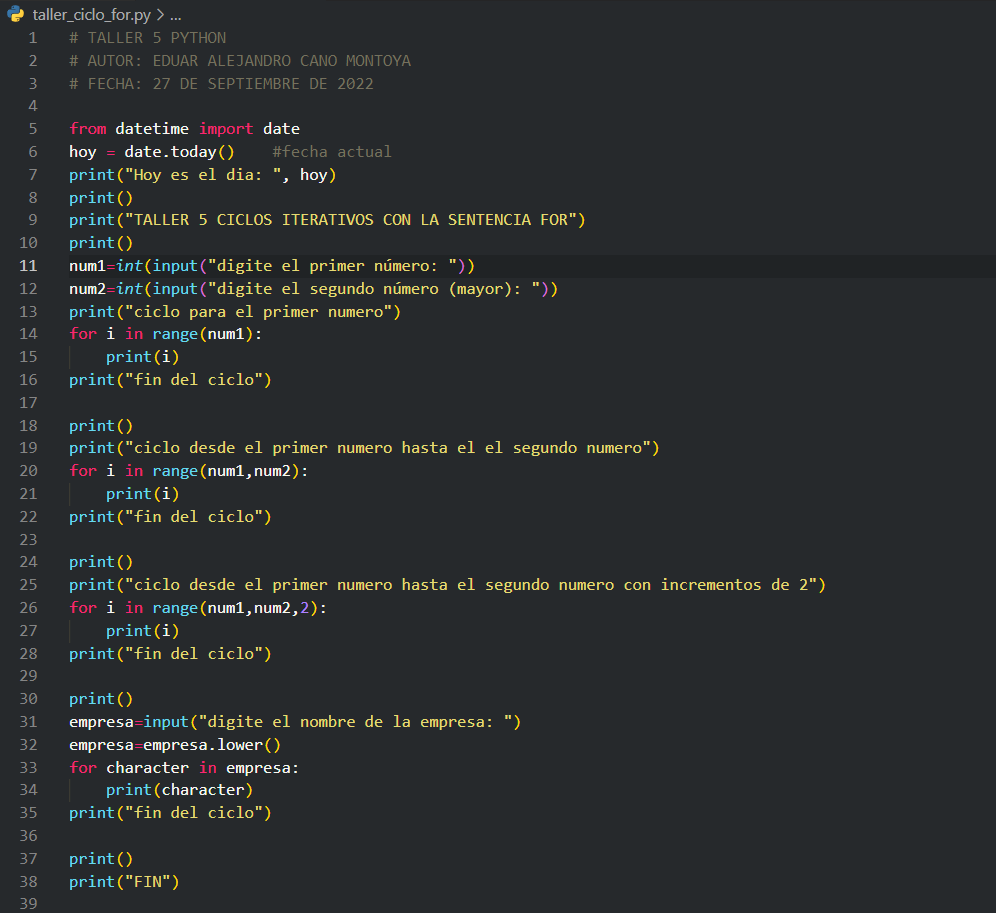 taller_ciclo_for.py > ...
1 # TALLER 5 PYTHON
2 # AUTOR: EDUAR ALEJANDRO CANO MONTOYA
3 # FECHA: 27 DE SEPTIEMBRE DE 2022
4
5 from datetime import date
6 hoy = date.today()    #fecha actual
7 print("Hoy es el dia: ", hoy)
8 print()
9 print("TALLER 5 CICLOS ITERATIVOS CON LA SENTENCIA FOR")
10 print()
11 num1=int(input("digite el primer número: "))
12 num2=int(input("digite el segundo número (mayor): "))
13 print("ciclo para el primer numero")
14 for i in range(num1):
15     print(i)
16 print("fin del ciclo")
17
18 print()
19 print("ciclo desde el primer numero hasta el el segundo numero")
20 for i in range(num1,num2):
21     print(i)
22 print("fin del ciclo")
23
24 print()
25 print("ciclo desde el primer numero hasta el segundo numero con incrementos de 2")
26 for i in range(num1,num2,2):
27     print(i)
28 print("fin del ciclo")
29
30 print()
31 empresa=input("digite el nombre de la empresa: ")
32 empresa=empresa.lower()
33 for character in empresa:
34     print(character)
35 print("fin del ciclo")
36
37 print()
38 print("FIN")
39